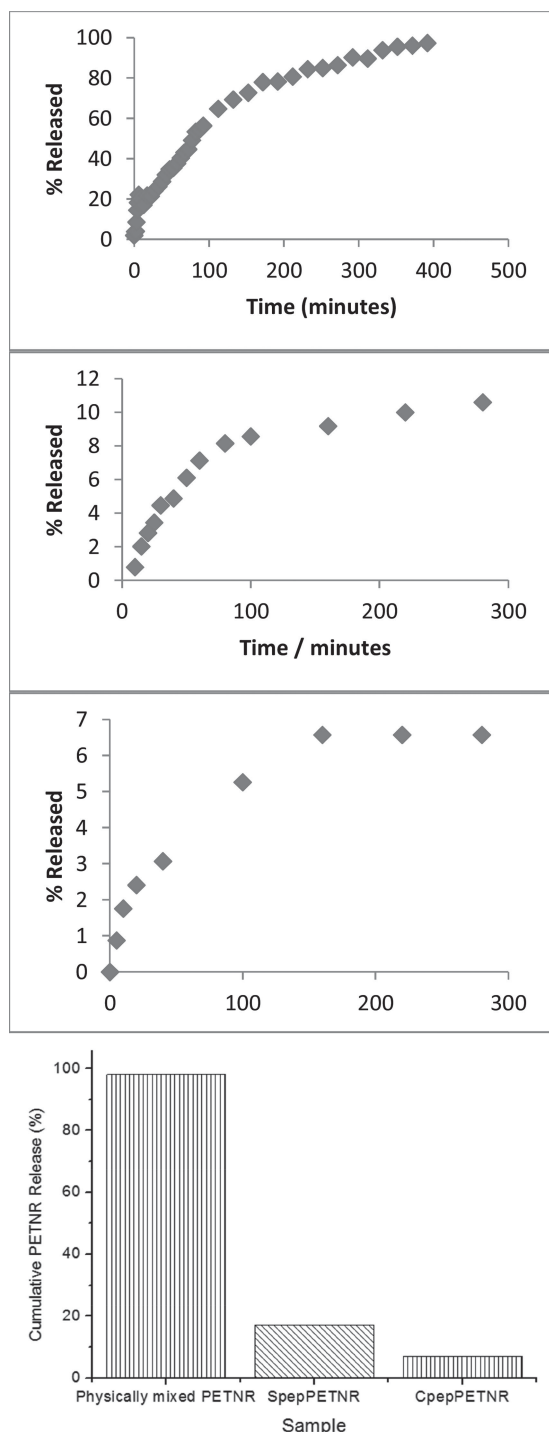 100
80
60
40
20
0
% Released
0 100 200 300 400 500
Time (minutes)
12
10
8
6
4
2
0
% Released
0 100 200 300
Time / minutes
7
6
5
4
3
2
1
0
% Released
0 100 200 300
100
80
60
40
20
0
Cumulative PETNR Release (%)
Physically mixed PETNR SpepPETNR CpepPETNR
Sample